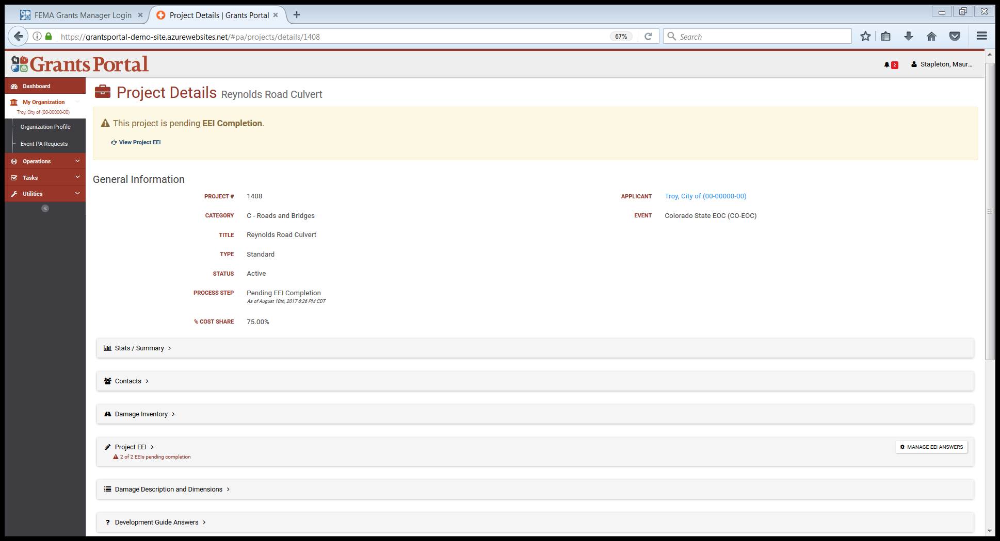 FEMA Grants Manager Login
Project Details | Grants Portal
https://grantsportal-demo-site.azurewebsites.net/#pa/projects/details/1408
67%
Search
Grants Portal
2
Stapleton, Maur...
Dashboard
My Organization
Troy, City of (00-00000-00)
Organization Profile
Event PA Requests
Operations
Tasks
Utilities
Project Details Reynolds Road Culvert
This project is pending EEI Completion.
View Project EEI
General Information
PROJECT # 1408
APPLICANT Troy, City of (00-00000-00)
CATEGORY C - Roads and Bridges
EVENT Colorado State EOC (CO-EOC)
TITLE Reynolds Road Culvert
TYPE Standard
STATUS Active
PROCESS STEP Pending EEI Completion
As of August 10th, 2017 6:26 PM CDT
% COST SHARE 75.00%
Stats / Summary
Contacts
Damage Inventory
Project EEI
MANAGE EEI ANSWERS
2 of 2 EEIs pending completion
Damage Description and Dimensions
? Development Guide Answers